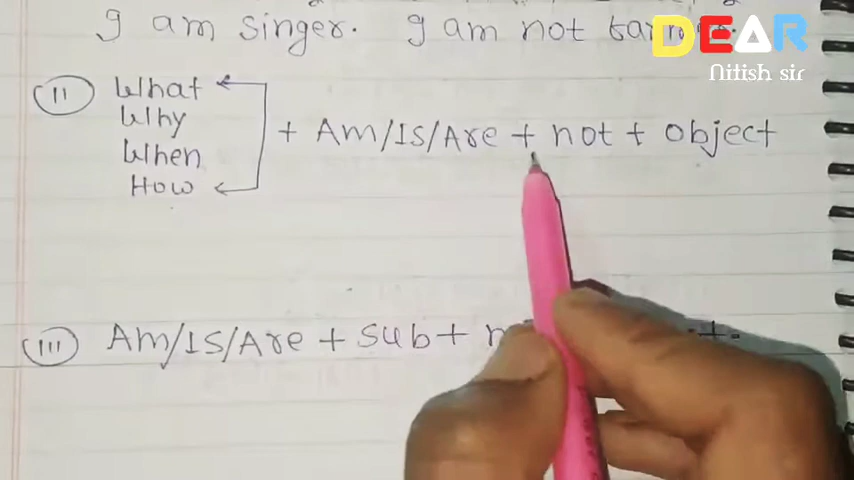 I am singer. I am not
DEAR
Nitish sir
(II) What
Why
When
How
+ Am/Is/Are + not + object
(III) Am/Is/Are + Sub +